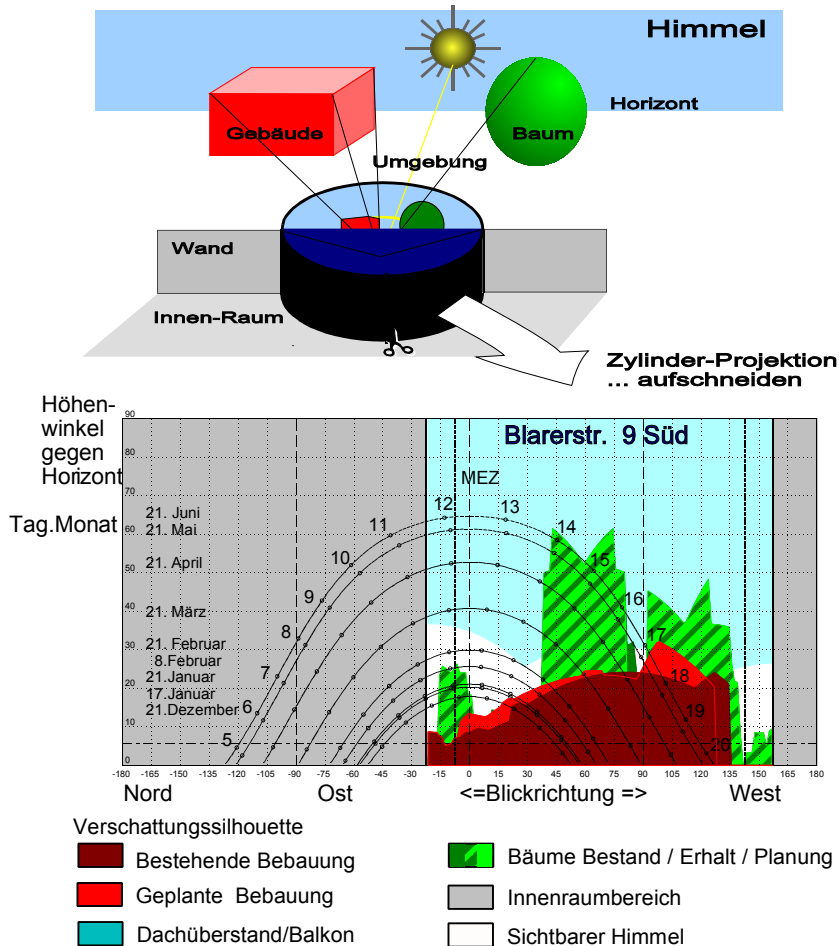 Himmel
Horizont
Gebäude
Baum
Umgebung
Wand
Innen-Raum
Zylinder-Projektion
... aufschneiden
Höhen-
winkel
gegen
Horizont
Tag.Monat
Blarerstr. 9 Süd
MEZ
90
80
70
60
50
40
30
20
10
0
21. Juni
21. Mai
21. April
21. März
21. Februar
8.Februar
21.Januar
17.Januar
21.Dezember
5
6
7
8
9
10
11
12
13
14
15
16
17
18
19
20
-180 -165 -150 -135 -120 -105 -90 -75 -60 -45 -30 -15 0 15 30 45 60 75 90 105 120 135 150 165 180
Nord Ost <=Blickrichtung => West
Verschattungssilhouette
Bestehende Bebauung
Bäume Bestand / Erhalt / Planung
Geplante Bebauung
Innenraumbereich
Dachüberstand/Balkon
Sichtbarer Himmel